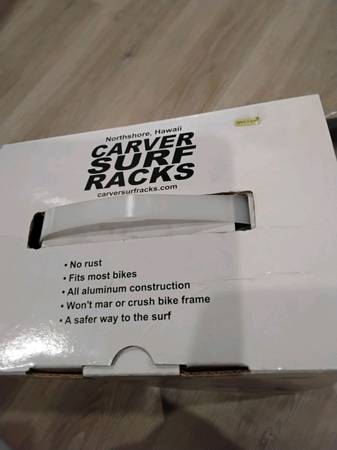 Northshore, Hawaii
CARVER
SURF
RACKS
carversurfracks.com
• No rust
• Fits most bikes
• All aluminum construction
• Won't mar or crush bike frame
• A safer way to the surf